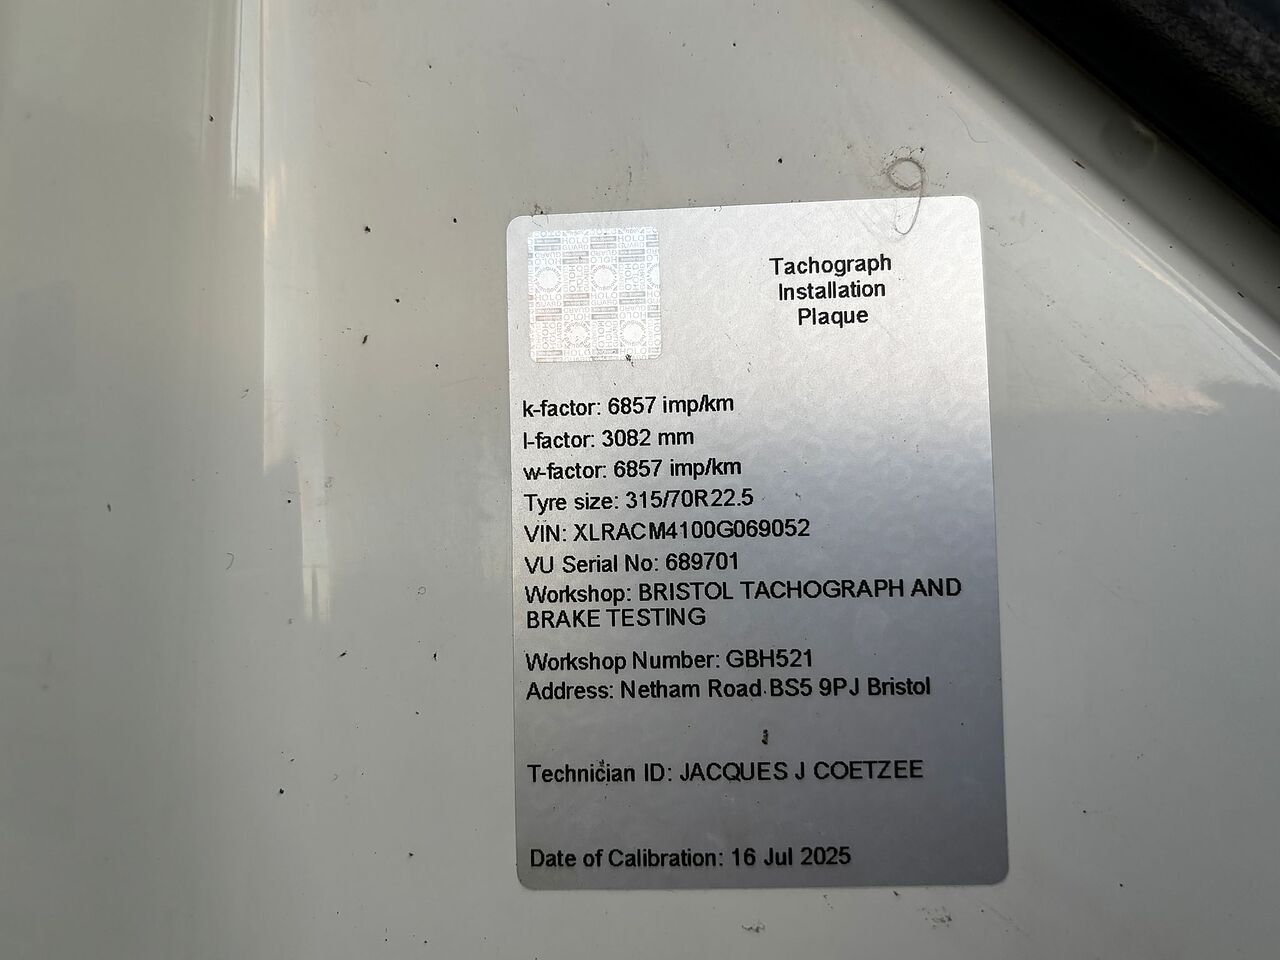 HOLO
GUARD
Tachograph
Installation
Plaque
k-factor: 6857 imp/km
l-factor: 3082 mm
w-factor: 6857 imp/km
Tyre size: 315/70R22.5
VIN: XLRACM4100G069052
VU Serial No: 689701
Workshop: BRISTOL TACHOGRAPH AND
BRAKE TESTING
Workshop Number: GBH521
Address: Netham Road BS5 9PJ Bristol
Technician ID: JACQUES J COETZEE
Date of Calibration: 16 Jul 2025